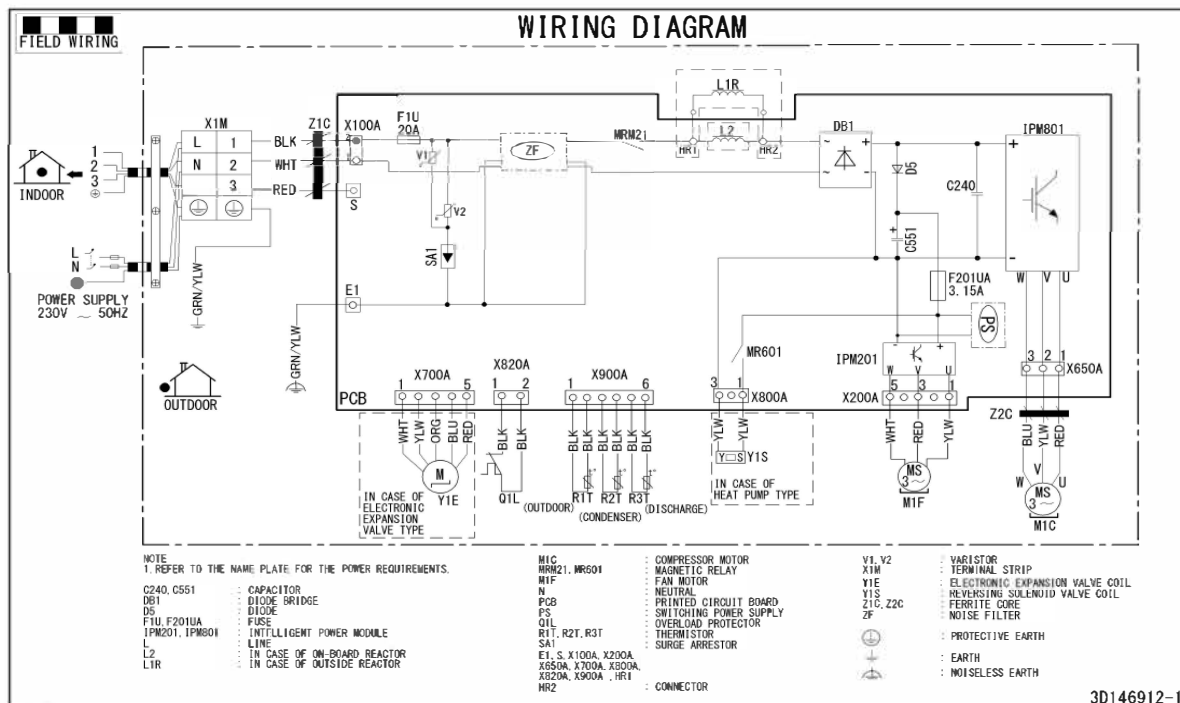 WIRING DIAGRAM
FIELD WIRING
X1M
L 1
N 2
3
BLK
WHT
RED
Z1C
X100A
2
1
S
F1U
20A
V1
V2
SA1
ZF
MRM21
L1R
L2
HR1
HR2
DB1
~
~
+
-
D5
C240
+
C551
IPM801
+
-
W V U
1
2
3
INDOOR
L
N
POWER SUPPLY
230V ~ 50HZ
GRN/YLW
GRN/YLW
E1
OUTDOOR
PCB
F201UA
3.15A
PS
MR601
IPM201
- +
W V U
X700A
1 5
WHT
YLW
ORG
BLU
RED
M
Y1E
IN CASE OF
ELECTRONIC
EXPANSION
VALVE TYPE
X820A
1 2
BLK
BLK
Q1L
X900A
1 6
BLK
BLK
BLK
BLK
BLK
BLK
R1T R2T R3T
(OUTDOOR)
(CONDENSER)
(DISCHARGE)
3 1
X800A
YLW
YLW
Y S Y1S
IN CASE OF
HEAT PUMP TYPE
X200A
5 3 1
WHT
RED
YLW
MS
3~
M1F
3 2 1
X650A
Z2C
BLU
YLW
RED
W V U
MS
3~
M1C
NOTE
1. REFER TO THE NAME PLATE FOR THE POWER REQUIREMENTS.
C240, C551 : CAPACITOR
DB1 : DIODE BRIDGE
D5 : DIODE
F1U, F201UA : FUSE
IPM201, IPM801 : INTLLIGENT POWER MODULE
L : LINE
L2 : IN CASE OF ON-BOARD REACTOR
L1R : IN CASE OF OUTSIDE REACTOR
M1C : COMPRESSOR MOTOR
MRM21, MR601 : MAGNETIC RELAY
M1F : FAN MOTOR
N : NEUTRAL
PCB : PRINTED CIRCUIT BOARD
PS : SWITCHING POWER SUPPLY
Q1L : OVERLOAD PROTECTOR
R1T, R2T, R3T : THERMISTOR
SA1 : SURGE ARRESTOR
E1, S, X100A, X200A,
X650A, X700A, X800A,
X820A, X900A, HR1
HR2 : CONNECTOR
V1, V2 : VARISTOR
X1M : TERMINAL STRIP
Y1E : ELECTRONIC EXPANSION VALVE COIL
Y1S : REVERSING SOLENOID VALVE COIL
Z1C, Z2C : FERRITE CORE
ZF : NOISE FILTER
: PROTECTIVE EARTH
: EARTH
: NOISELESS EARTH
3D146912-1